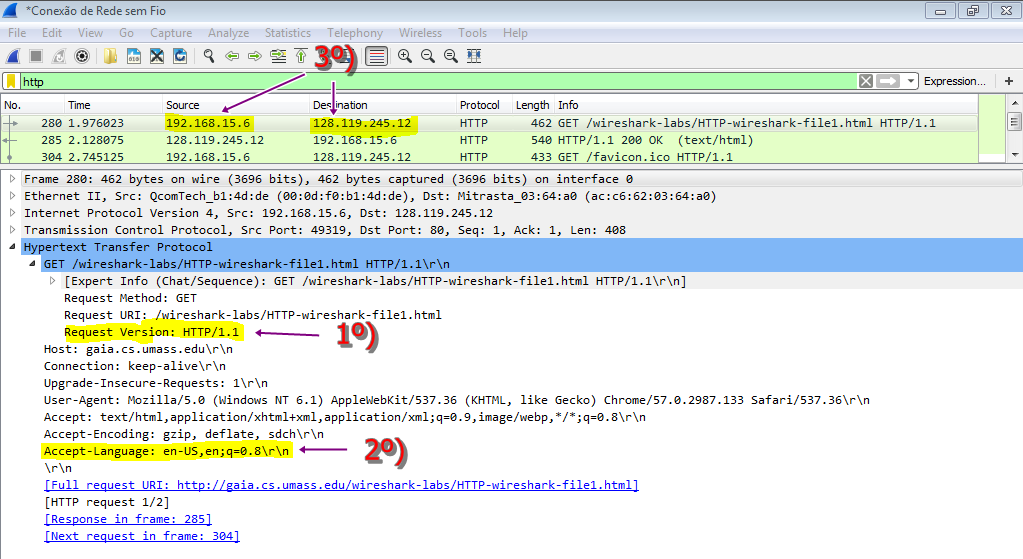 *Conexão de Rede sem Fio
File Edit View Go Capture Analyze Statistics Telephony Wireless Tools Help
3º)
http Expression... +
No. Time Source Destination Protocol Length Info
280 1.976023 192.168.15.6 128.119.245.12 HTTP 462 GET /wireshark-labs/HTTP-wireshark-file1.html HTTP/1.1
285 2.128075 128.119.245.12 192.168.15.6 HTTP 540 HTTP/1.1 200 OK (text/html)
304 2.745125 192.168.15.6 128.119.245.12 HTTP 433 GET /favicon.ico HTTP/1.1
Frame 280: 462 bytes on wire (3696 bits), 462 bytes captured (3696 bits) on interface 0
Ethernet II, Src: QcomTech_b1:4d:de (00:0d:f0:b1:4d:de), Dst: Mitrasta_03:64:a0 (ac:c6:62:03:64:a0)
Internet Protocol Version 4, Src: 192.168.15.6, Dst: 128.119.245.12
Transmission Control Protocol, Src Port: 49319, Dst Port: 80, Seq: 1, Ack: 1, Len: 408
Hypertext Transfer Protocol
GET /wireshark-labs/HTTP-wireshark-file1.html HTTP/1.1\r\n
[Expert Info (Chat/Sequence): GET /wireshark-labs/HTTP-wireshark-file1.html HTTP/1.1\r\n]
Request Method: GET
Request URI: /wireshark-labs/HTTP-wireshark-file1.html
Request Version: HTTP/1.1 1º)
Host: gaia.cs.umass.edu\r\n
Connection: keep-alive\r\n
Upgrade-Insecure-Requests: 1\r\n
User-Agent: Mozilla/5.0 (Windows NT 6.1) AppleWebKit/537.36 (KHTML, like Gecko) Chrome/57.0.2987.133 Safari/537.36\r\n
Accept: text/html,application/xhtml+xml,application/xml;q=0.9,image/webp,*/*;q=0.8\r\n
Accept-Encoding: gzip, deflate, sdch\r\n
Accept-Language: en-US,en;q=0.8\r\n 2º)
\r\n
[Full request URI: http://gaia.cs.umass.edu/wireshark-labs/HTTP-wireshark-file1.html]
[HTTP request 1/2]
[Response in frame: 285]
[Next request in frame: 304]